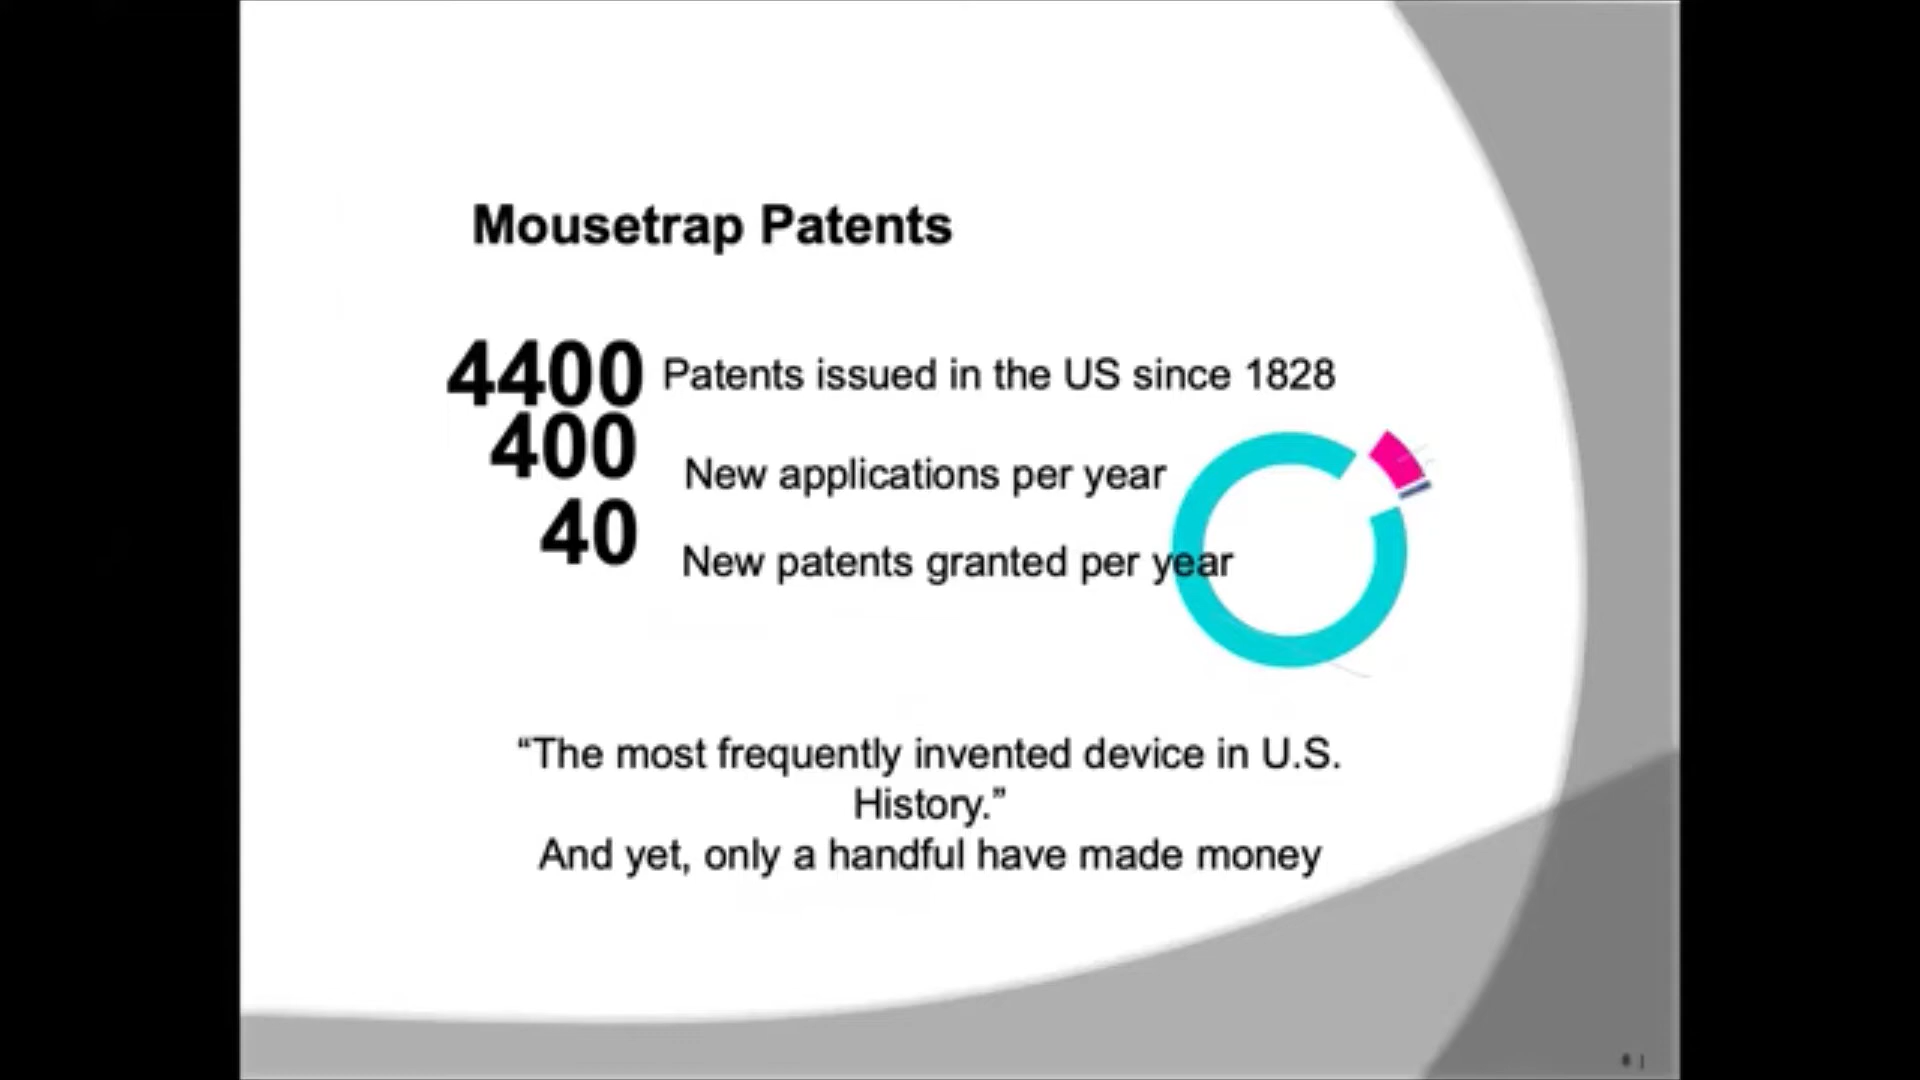 Mousetrap Patents
4400 Patents issued in the US since 1828
400 New applications per year
40 New patents granted per year
“The most frequently invented device in U.S.
History.”
And yet, only a handful have made money